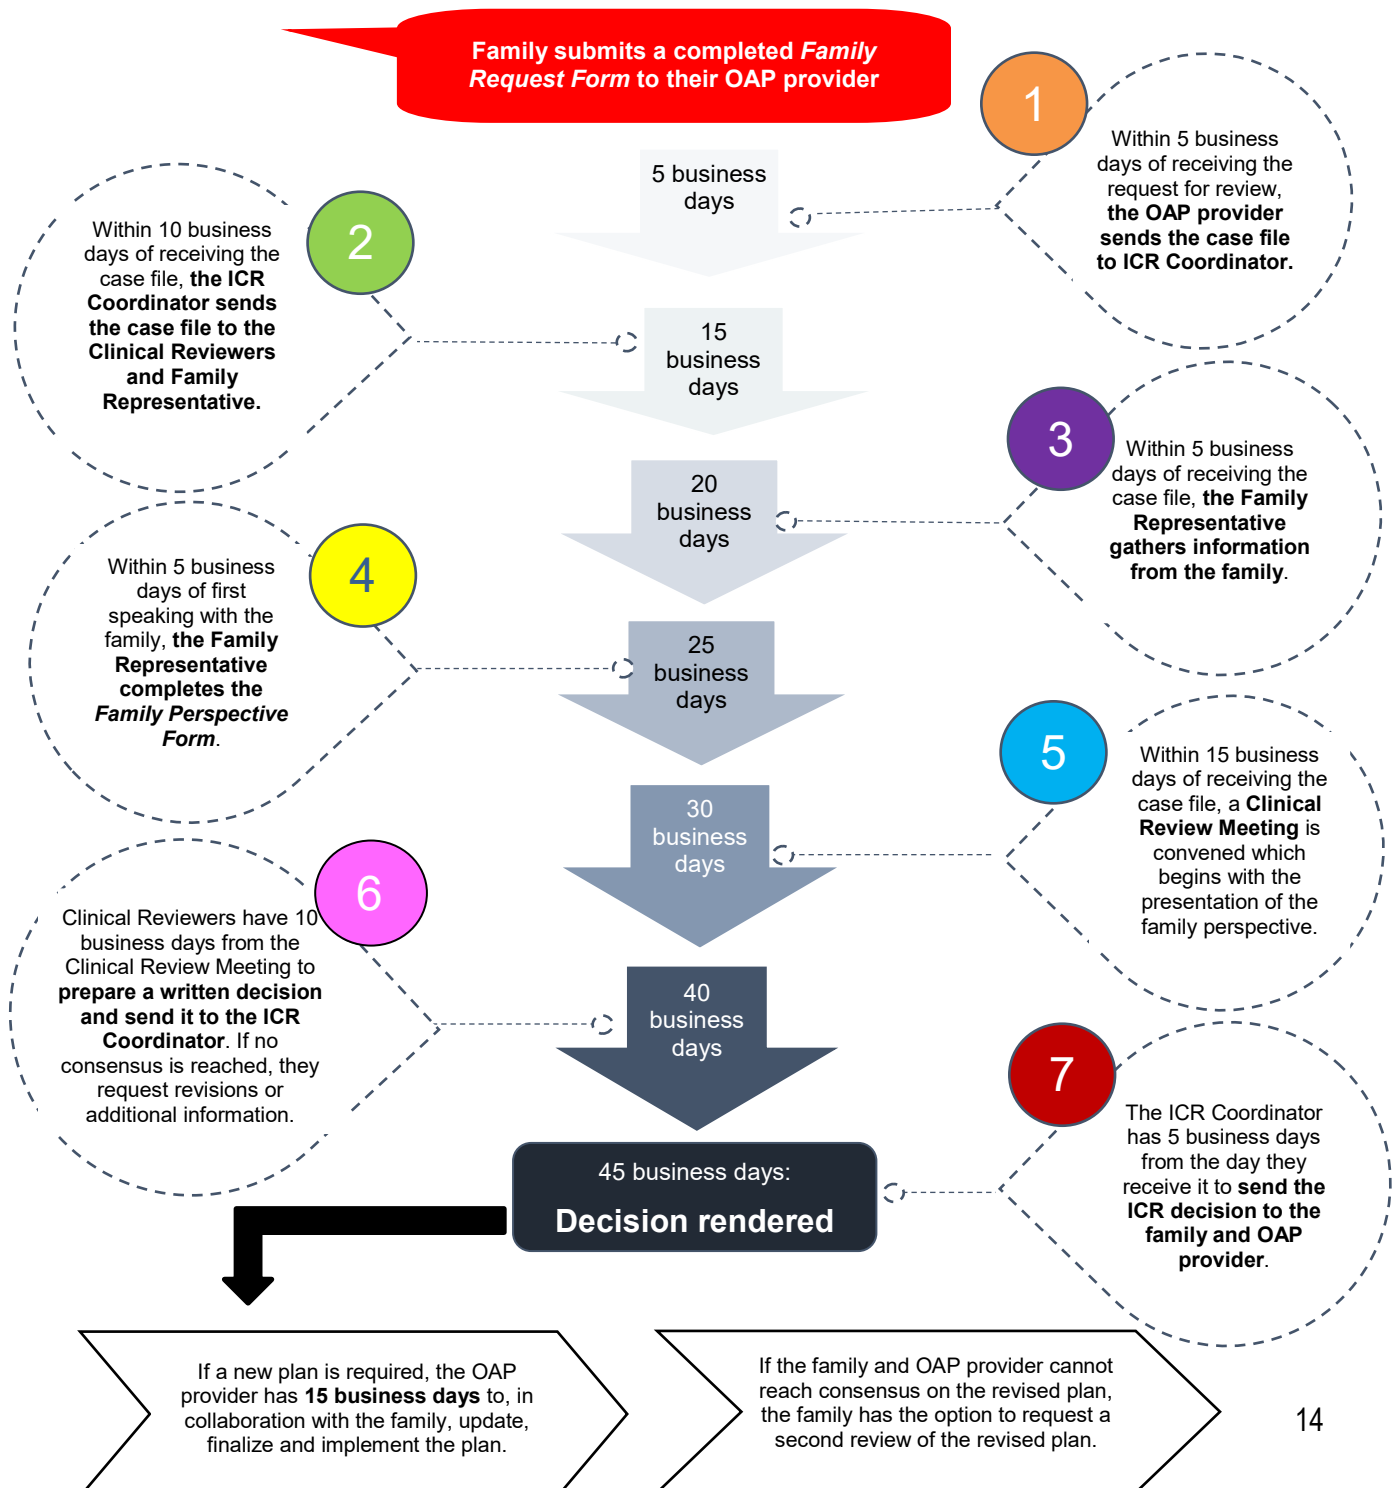 Family submits a completed Family
Request Form to their OAP provider
1
Within 5 business
days of receiving the
request for review,
the OAP provider
sends the case file
to ICR Coordinator.
5 business
days
2
Within 10 business
days of receiving the
case file, the ICR
Coordinator sends
the case file to the
Clinical Reviewers
and Family
Representative.
15
business
days
3
Within 5 business
days of receiving the
case file, the Family
Representative
gathers information
from the family.
20
business
days
4
Within 5 business
days of first
speaking with the
family, the Family
Representative
completes the
Family Perspective
Form.
25
business
days
5
Within 15 business
days of receiving the
case file, a Clinical
Review Meeting is
convened which
begins with the
presentation of the
family perspective.
30
business
days
6
Clinical Reviewers have 10
business days from the
Clinical Review Meeting to
prepare a written decision
and send it to the ICR
Coordinator. If no
consensus is reached, they
request revisions or
additional information.
40
business
days
7
The ICR Coordinator
has 5 business days
from the day they
receive it to send the
ICR decision to the
family and OAP
provider.
45 business days:
Decision rendered
If a new plan is required, the OAP
provider has 15 business days to, in
collaboration with the family, update,
finalize and implement the plan.
If the family and OAP provider cannot
reach consensus on the revised plan,
the family has the option to request a
second review of the revised plan.
14